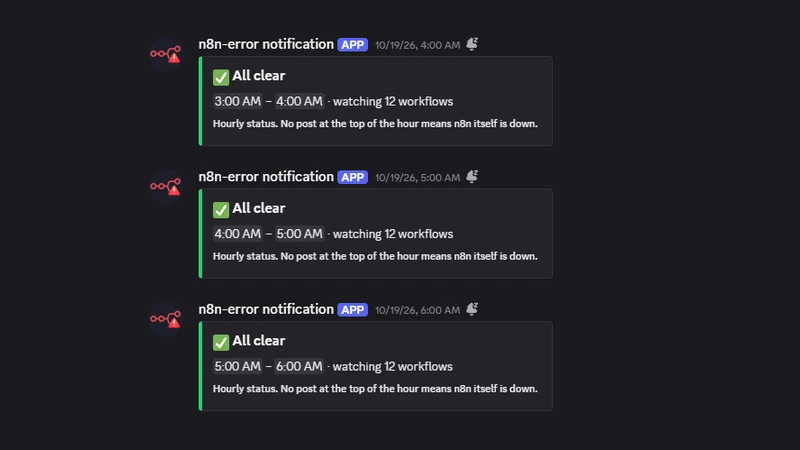 n8n-error notification APP 10/19/26, 4:00 AM
✅ All clear
3:00 AM – 4:00 AM · watching 12 workflows
Hourly status. No post at the top of the hour means n8n itself is down.
n8n-error notification APP 10/19/26, 5:00 AM
✅ All clear
4:00 AM – 5:00 AM · watching 12 workflows
Hourly status. No post at the top of the hour means n8n itself is down.
n8n-error notification APP 10/19/26, 6:00 AM
✅ All clear
5:00 AM – 6:00 AM · watching 12 workflows
Hourly status. No post at the top of the hour means n8n itself is down.